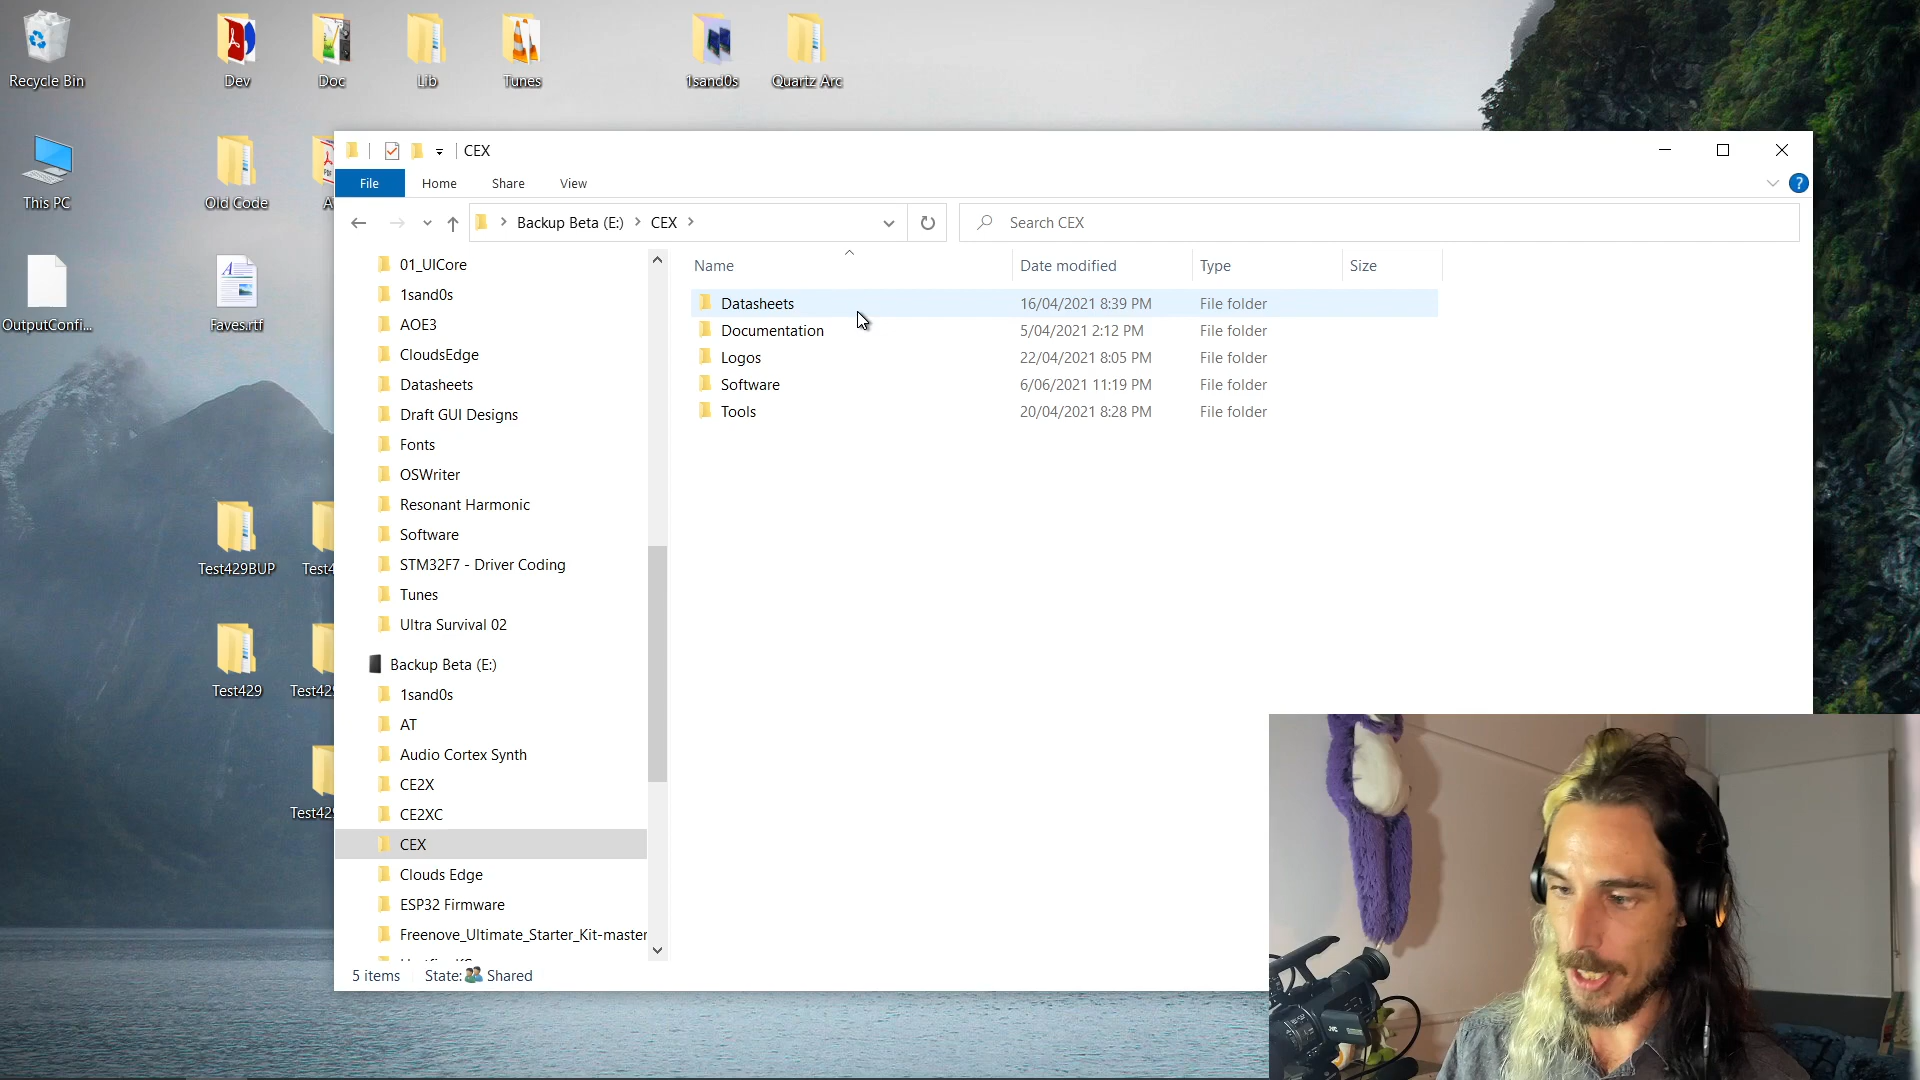 Recycle Bin
Dev
Doc
Lib
Tunes
1sand0s
Quartz Arc
This PC
Old Code
OutputConfi...
Faves.rtf
Test429BUP
Test4
Test429
Test429
Test429
CEX
File
Home
Share
View
Backup Beta (E:)
CEX
Search CEX
01_UICore
1sand0s
AOE3
CloudsEdge
Datasheets
Draft GUI Designs
Fonts
OSWriter
Resonant Harmonic
Software
STM32F7 - Driver Coding
Tunes
Ultra Survival 02
Backup Beta (E:)
1sand0s
AT
Audio Cortex Synth
CE2X
CE2XC
CEX
Clouds Edge
ESP32 Firmware
Freenove_Ultimate_Starter_Kit-master
Name Date modified Type Size
Datasheets 16/04/2021 8:39 PM File folder
Documentation 5/04/2021 2:12 PM File folder
Logos 22/04/2021 8:05 PM File folder
Software 6/06/2021 11:19 PM File folder
Tools 20/04/2021 8:28 PM File folder
5 items State: Shared
JVC